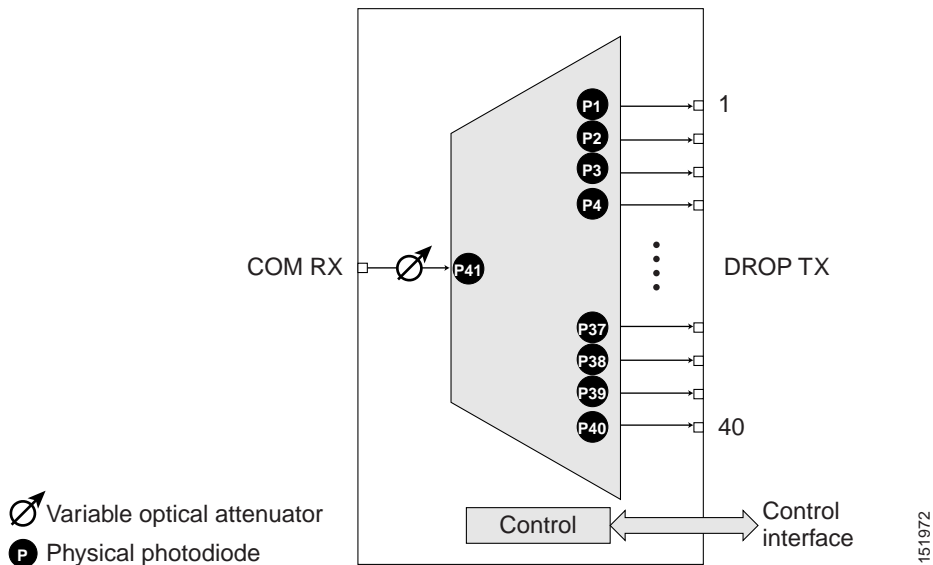 P1
1
P2
P3
P4
COM RX
P41
DROP TX
P37
P38
P39
P40
40
Variable optical attenuator
P Physical photodiode
Control
Control
interface
151972